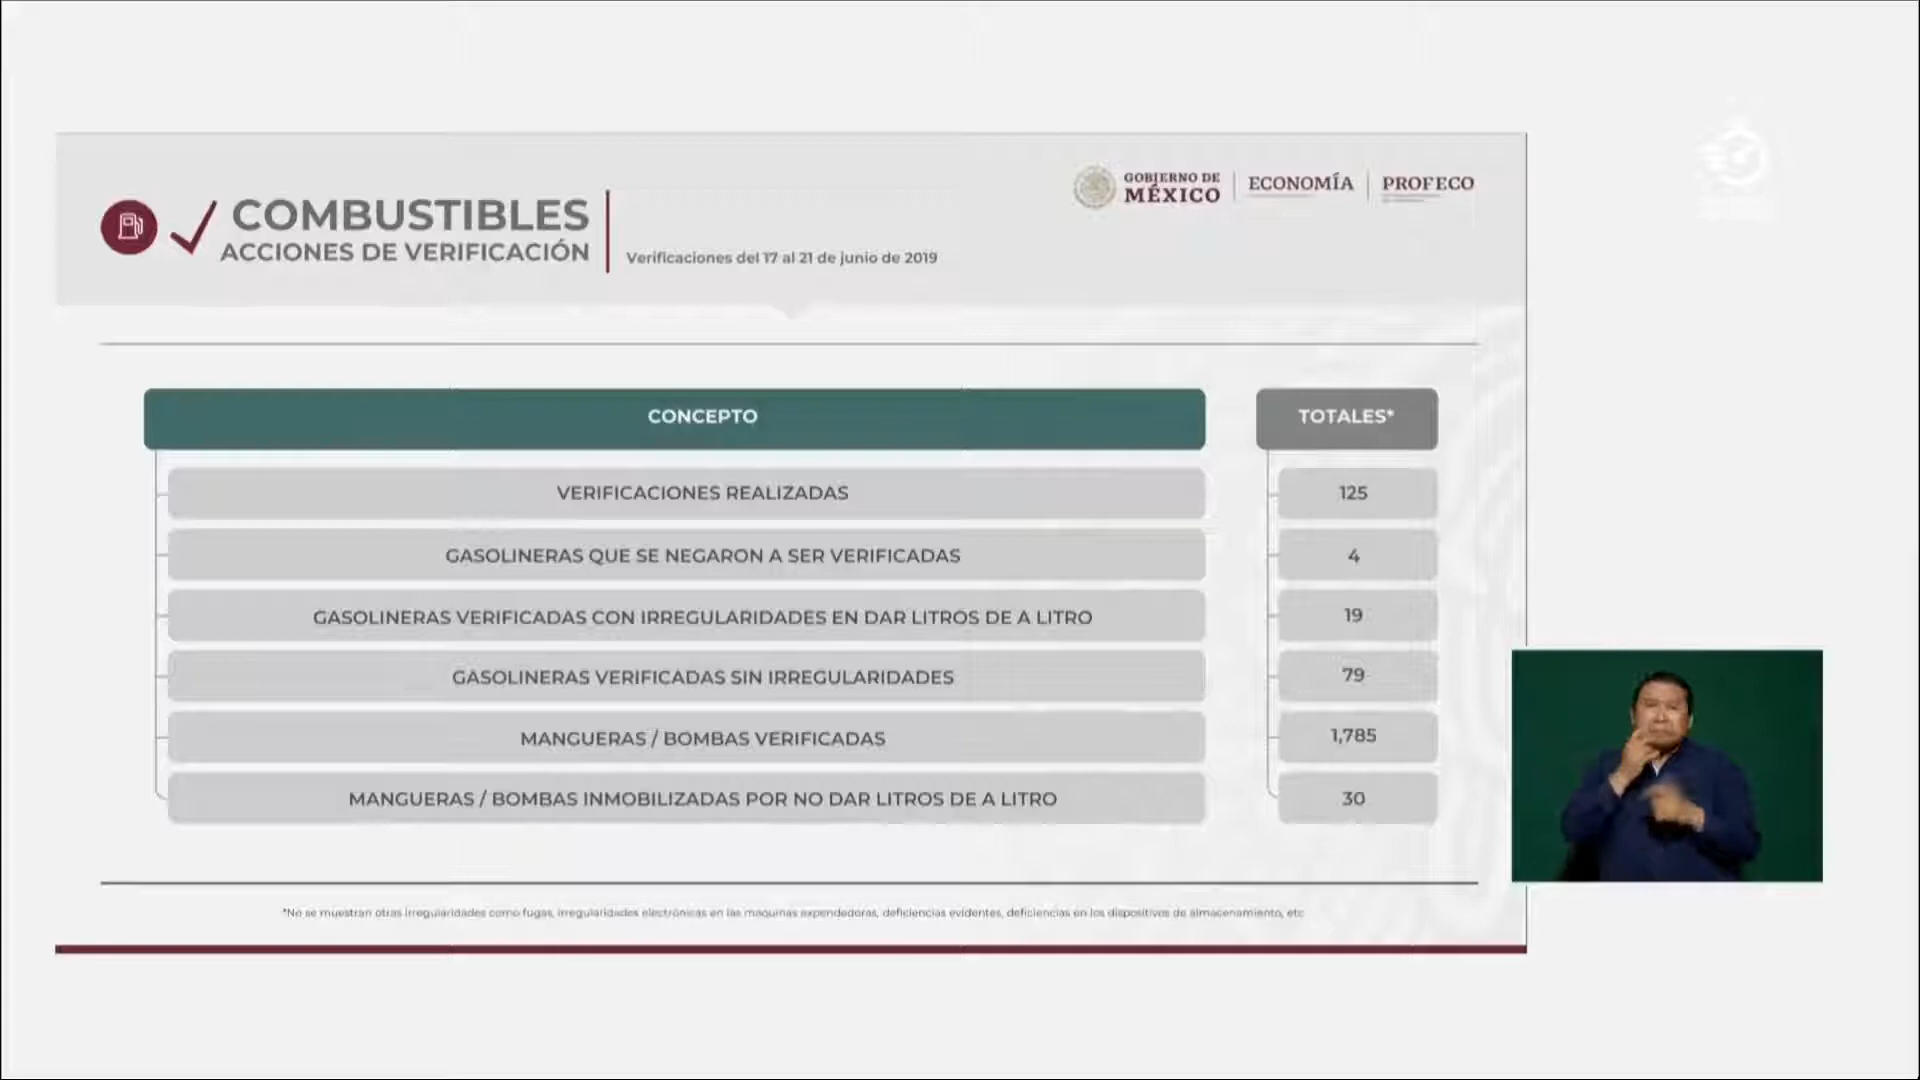 COMBUSTIBLES
ACCIONES DE VERIFICACIÓN
Verificaciones del 17 al 21 de junio de 2019
GOBIERNO DE
MÉXICO
ECONOMÍA
PROFECO
CONCEPTO
TOTALES*
VERIFICACIONES REALIZADAS
125
GASOLINERAS QUE SE NEGARON A SER VERIFICADAS
4
GASOLINERAS VERIFICADAS CON IRREGULARIDADES EN DAR LITROS DE A LITRO
19
GASOLINERAS VERIFICADAS SIN IRREGULARIDADES
79
MANGUERAS / BOMBAS VERIFICADAS
1,785
MANGUERAS / BOMBAS INMOBILIZADAS POR NO DAR LITROS DE A LITRO
30
*No se muestran otras irregularidades como fugas, irregularidades electrónicas en las maquinas expendedoras, deficiencias evidentes, deficiencias en los dispositivos de almacenamiento, etc